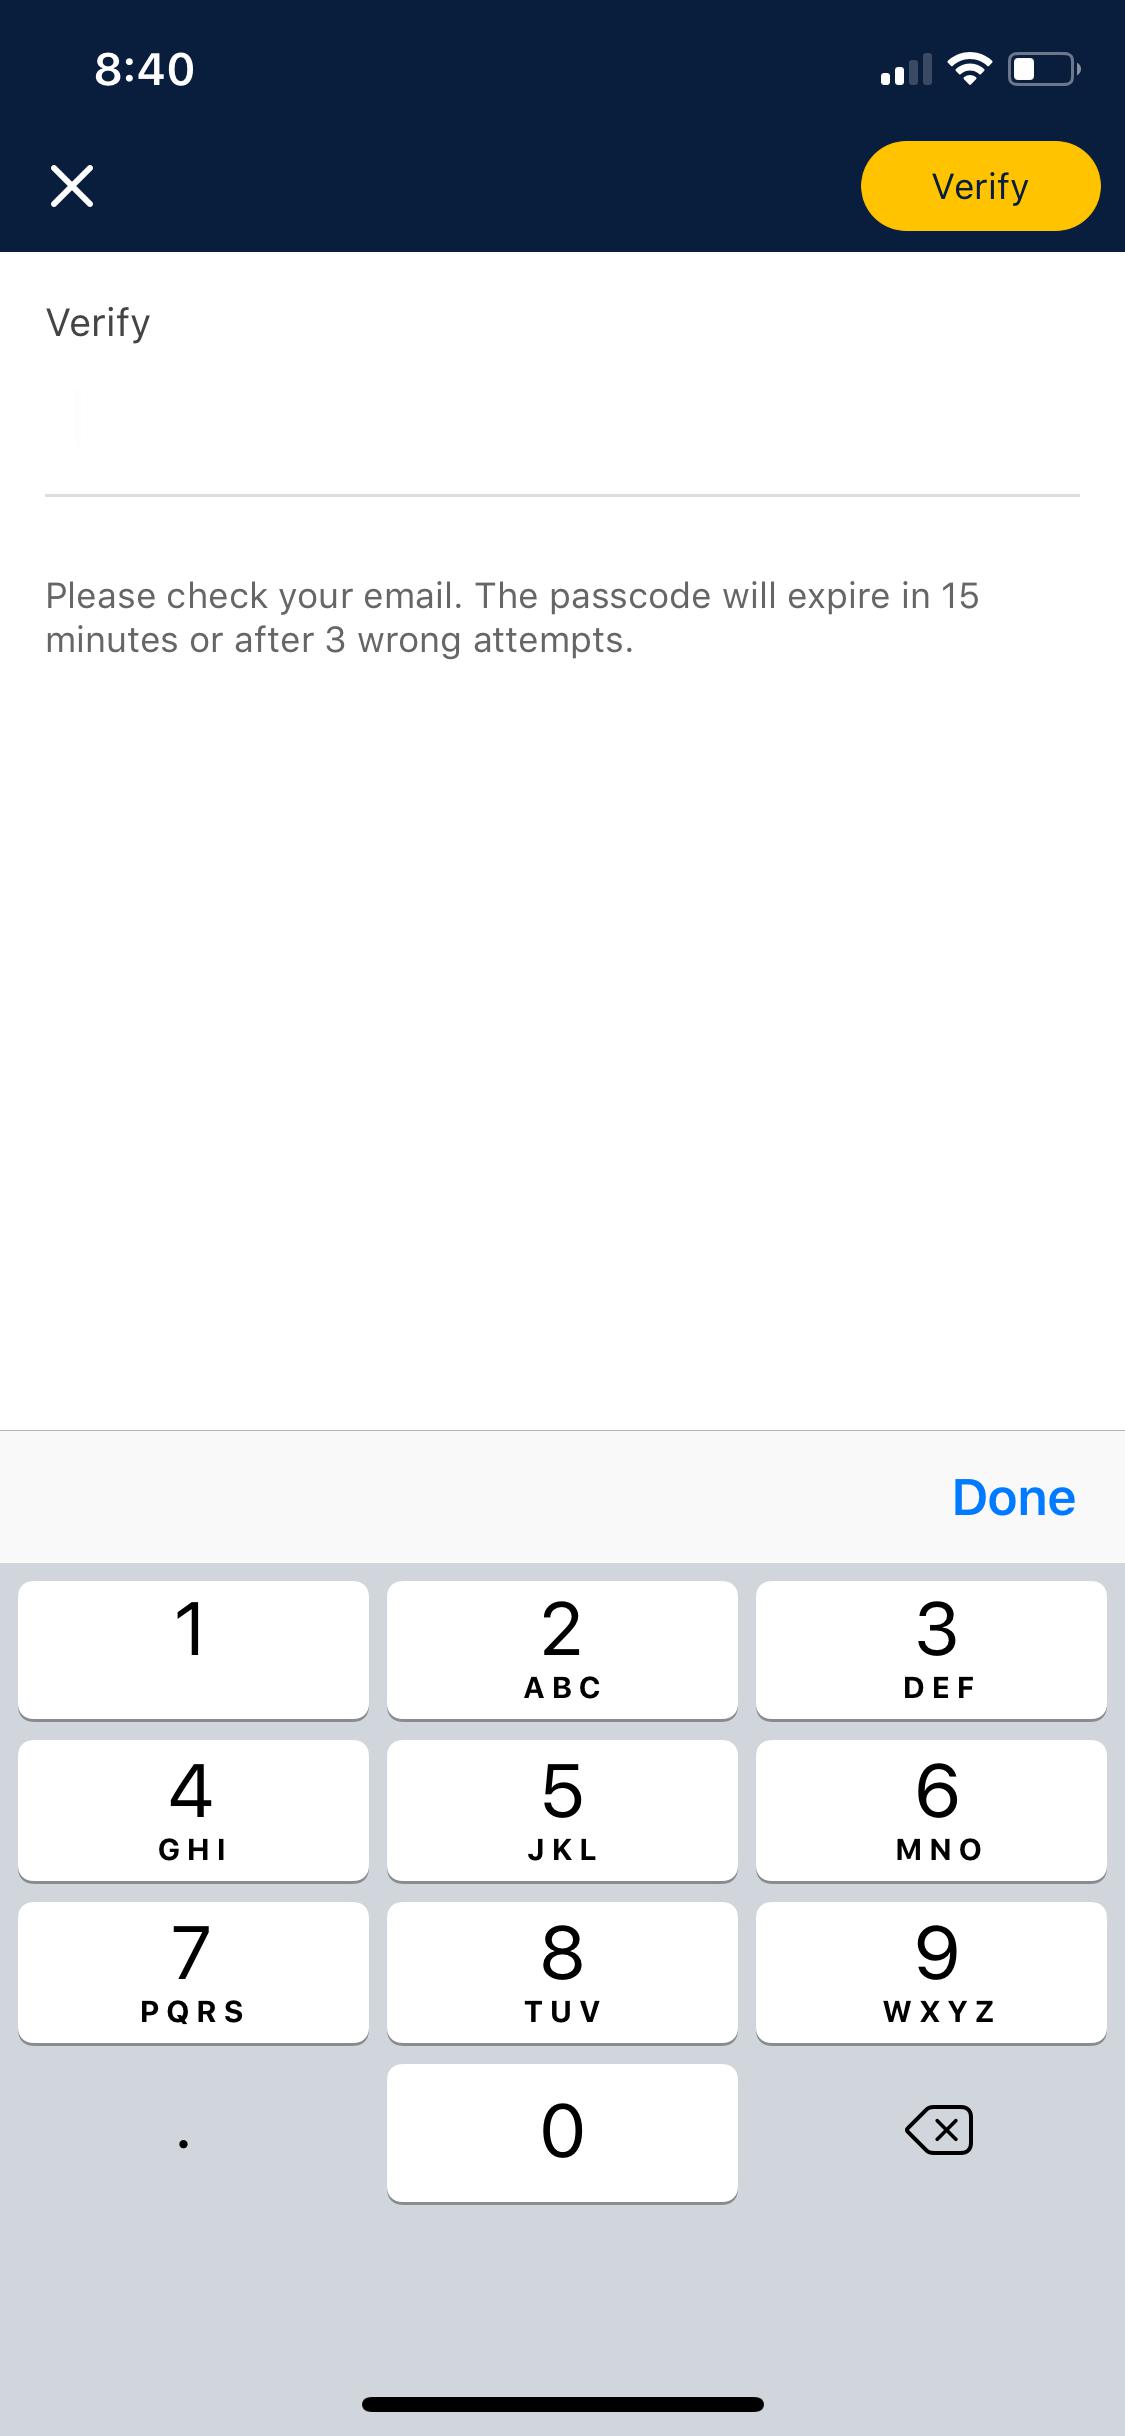 8:40
Verify
Verify
Please check your email. The passcode will expire in 15
minutes or after 3 wrong attempts.
Done
1 2 3
ABC DEF
4 5 6
GHI JKL MNO
7 8 9
PQRS TUV WXYZ
. 0